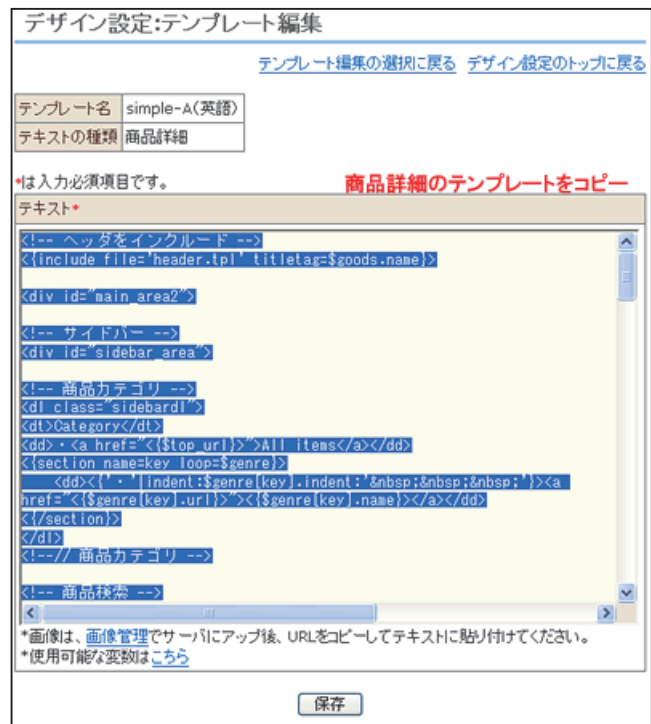 デザイン設定:テンプレート編集
テンプレート編集の選択に戻る デザイン設定のトップに戻る
テンプレート名 simple-A(英語)
テキストの種類 商品詳細
*は入力必須項目です。 商品詳細のテンプレートをコピー
テキスト*
<!-- ヘッダをインクルード -->
<{include file='header.tpl' titletag=$goods.name}>
<div id="main_area2">
<!-- サイドバー -->
<div id="sidebar_area">
<!-- 商品カテゴリ -->
<dl class="sidebardl">
<dt>Category</dt>
<dd>・<a href="<{$top_url}>">All items</a></dd>
<{section name=key loop=$genre}>
<dd><{'・'|indent:$genre[key].indent:'&nbsp;&nbsp;&nbsp;'}><a
href="<{$genre[key].url}>"><{$genre[key].name}></a></dd>
<{/section}>
</dl>
<!--// 商品カテゴリ -->
<!-- 商品検索 -->
*画像は、画像管理でサーバにアップ後、URLをコピーしてテキストに貼り付けてください。
*使用可能な変数はこちら
保存